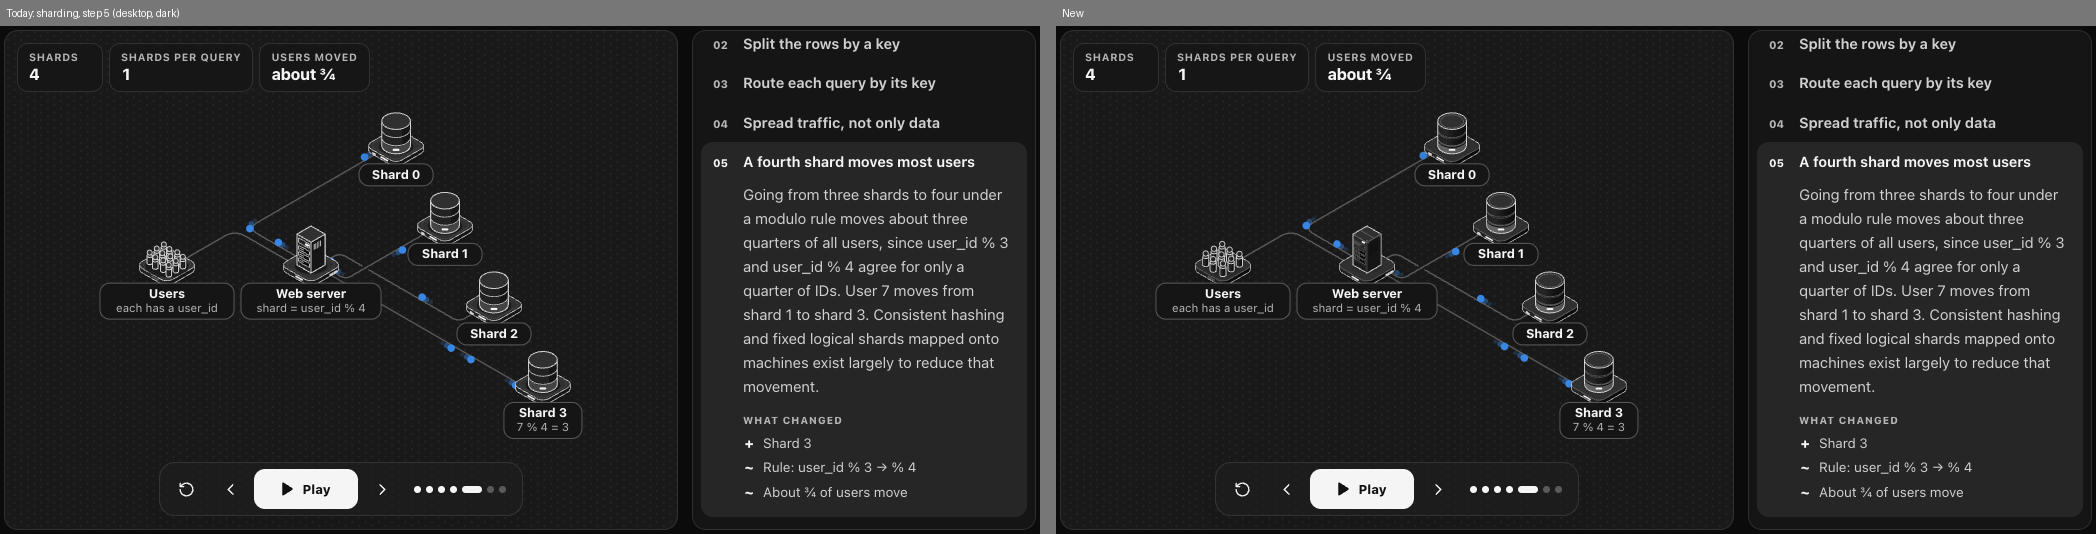 Today: sharding, step 5 (desktop, dark)
SHARDS
4
SHARDS PER QUERY
1
USERS MOVED
about ¾
Shard 0
Shard 1
Users
each has a user_id
Web server
shard = user_id % 4
Shard 2
Shard 3
7 % 4 = 3
Play
02 Split the rows by a key
03 Route each query by its key
04 Spread traffic, not only data
05 A fourth shard moves most users
Going from three shards to four under
a modulo rule moves about three
quarters of all users, since user_id % 3
and user_id % 4 agree for only a
quarter of IDs. User 7 moves from
shard 1 to shard 3. Consistent hashing
and fixed logical shards mapped onto
machines exist largely to reduce that
movement.
WHAT CHANGED
+ Shard 3
~ Rule: user_id % 3 → % 4
~ About ¾ of users move
New
SHARDS
4
SHARDS PER QUERY
1
USERS MOVED
about ¾
Shard 0
Shard 1
Users
each has a user_id
Web server
shard = user_id % 4
Shard 2
Shard 3
7 % 4 = 3
Play
02 Split the rows by a key
03 Route each query by its key
04 Spread traffic, not only data
05 A fourth shard moves most users
Going from three shards to four under
a modulo rule moves about three
quarters of all users, since user_id % 3
and user_id % 4 agree for only a
quarter of IDs. User 7 moves from
shard 1 to shard 3. Consistent hashing
and fixed logical shards mapped onto
machines exist largely to reduce that
movement.
WHAT CHANGED
+ Shard 3
~ Rule: user_id % 3 → % 4
~ About ¾ of users move